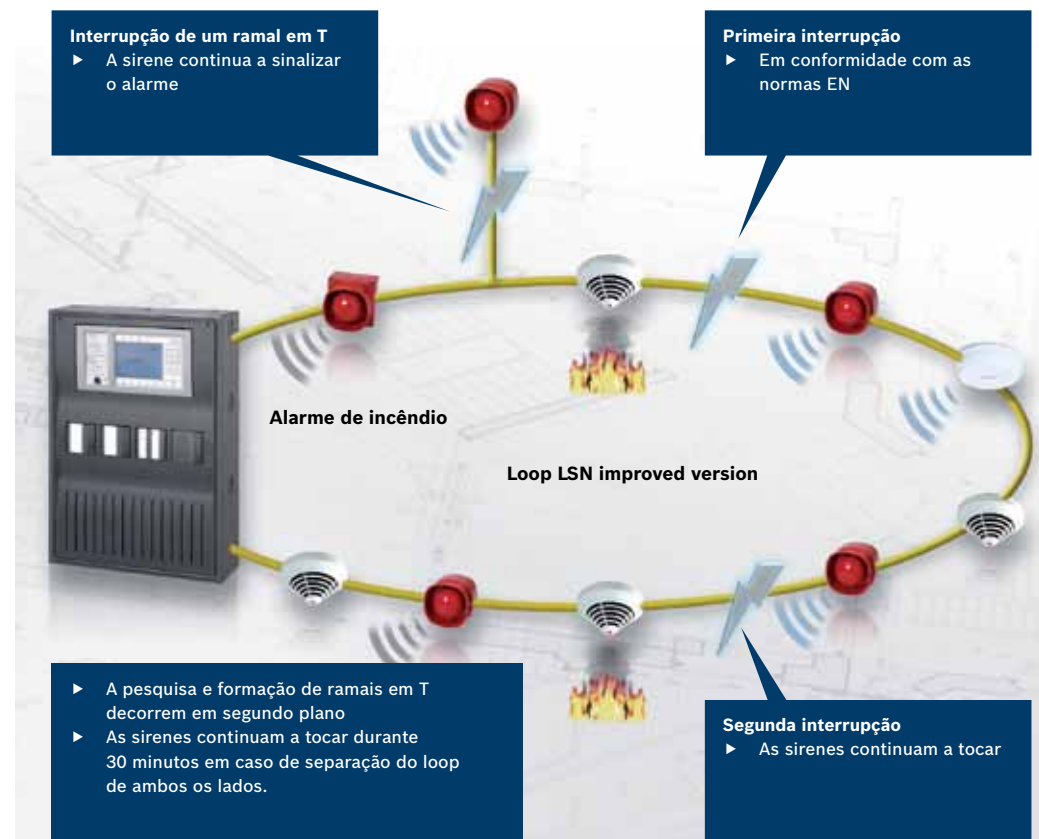 Interrupção de um ramal em T
▶ A sirene continua a sinalizar
o alarme
Primeira interrupção
▶ Em conformidade com as
normas EN
Alarme de incêndio
Loop LSN improved version
▶ A pesquisa e formação de ramais em T
decorrem em segundo plano
▶ As sirenes continuam a tocar durante
30 minutos em caso de separação do loop
de ambos os lados.
Segunda interrupção
▶ As sirenes continuam a tocar